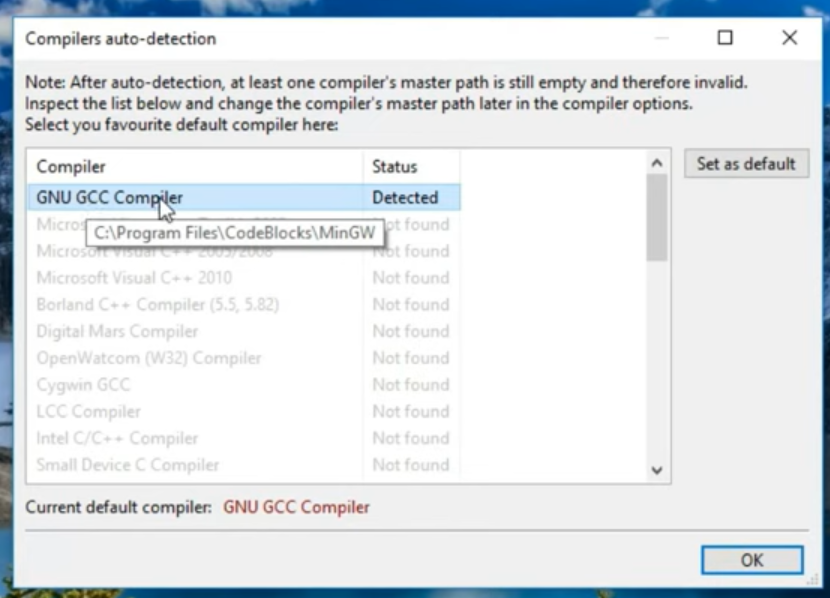 Compilers auto-detection
Note: After auto-detection, at least one compiler's master path is still empty and therefore invalid.
Inspect the list below and change the compiler's master path later in the compiler options.
Select you favourite default compiler here:
Compiler Status
Set as default
GNU GCC Compiler Detected
Microsoft not found
C:\Program Files\CodeBlocks\MinGW
Microsoft Visual C++ 2005/2008 Not found
Microsoft Visual C++ 2010 Not found
Borland C++ Compiler (5.5, 5.82) Not found
Digital Mars Compiler Not found
OpenWatcom (W32) Compiler Not found
Cygwin GCC Not found
LCC Compiler Not found
Intel C/C++ Compiler Not found
Small Device C Compiler Not found
Current default compiler: GNU GCC Compiler
OK